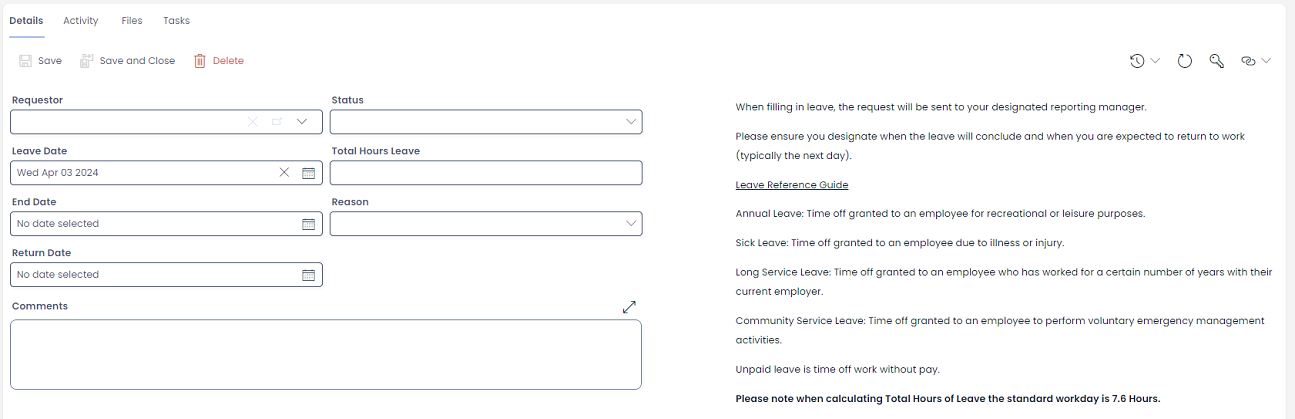 Details Activity Files Tasks
Save Save and Close Delete
Requestor
Status
Leave Date
Wed Apr 03 2024
Total Hours Leave
End Date
No date selected
Reason
Return Date
No date selected
Comments
When filling in leave, the request will be sent to your designated reporting manager.
Please ensure you designate when the leave will conclude and when you are expected to return to work
(typically the next day).
Leave Reference Guide
Annual Leave: Time off granted to an employee for recreational or leisure purposes.
Sick Leave: Time off granted to an employee due to illness or injury.
Long Service Leave: Time off granted to an employee who has worked for a certain number of years with their
current employer.
Community Service Leave: Time off granted to an employee to perform voluntary emergency management
activities.
Unpaid leave is time off work without pay.
Please note when calculating Total Hours of Leave the standard workday is 7.6 Hours.